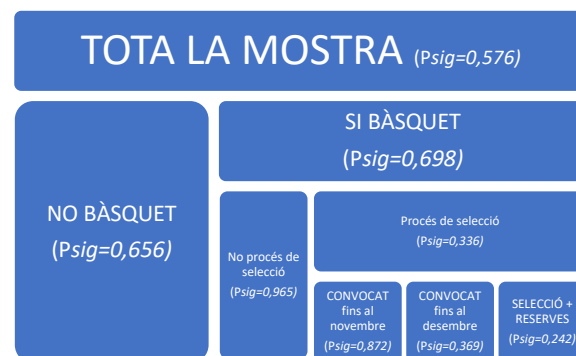 TOTA LA MOSTRA (Psig=0,576)
SI BÀSQUET
(Psig=0,698)
NO BÀSQUET
(Psig=0,656)
No procés de
selecció
(Psig=0,965)
Procés de selecció
(Psig=0,336)
CONVOCAT
fins al
novembre
(Psig=0,872)
CONVOCAT
fins al
desembre
(Psig=0,369)
SELECCIÓ +
RESERVES
(Psig=0,242)